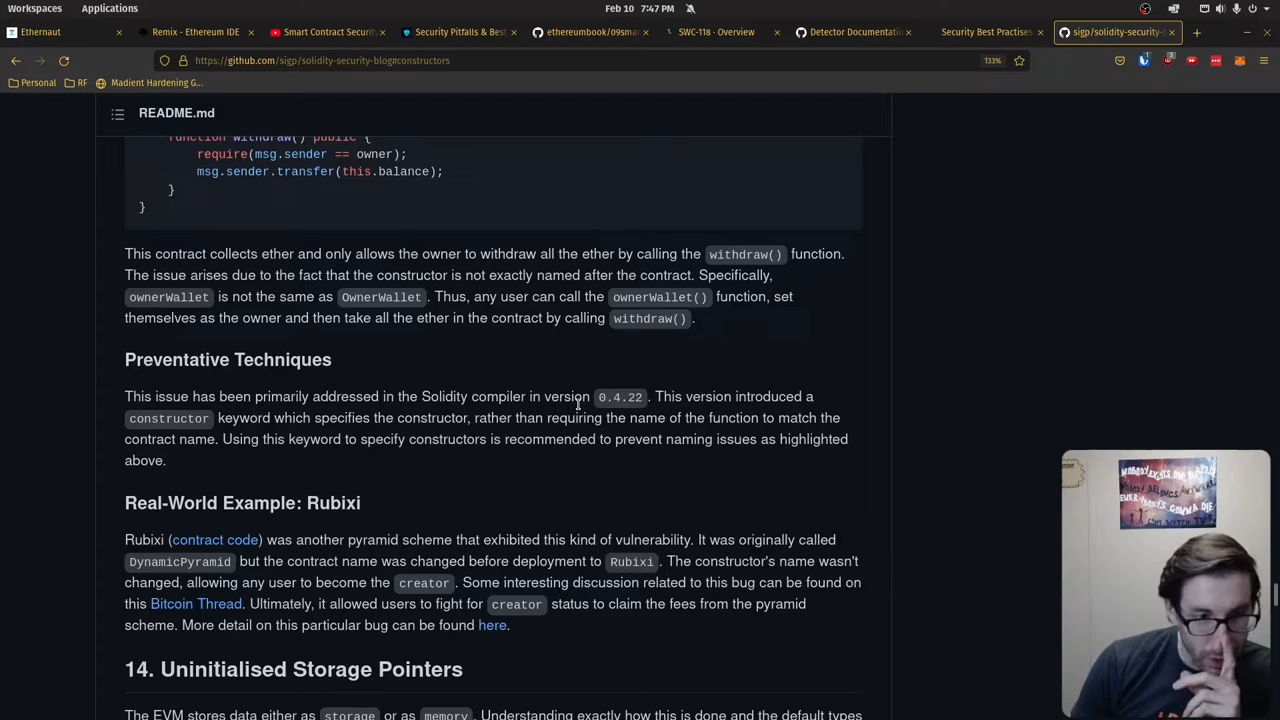 Workspaces Applications Feb 10 7:47 PM
Ethernaut Remix - Ethereum IDE Smart Contract Security Security Pitfalls & Best ethereumbook/09smar SWC-118 · Overview Detector Documentati Security Best Practises sigp/solidity-security-b
https://github.com/sigp/solidity-security-blog#constructors 133%
Personal RF Madient Hardening G...
README.md
function withdraw() public {
require(msg.sender == owner);
msg.sender.transfer(this.balance);
}
}
This contract collects ether and only allows the owner to withdraw all the ether by calling the withdraw() function.
The issue arises due to the fact that the constructor is not exactly named after the contract. Specifically,
ownerWallet is not the same as OwnerWallet. Thus, any user can call the ownerWallet() function, set
themselves as the owner and then take all the ether in the contract by calling withdraw().
Preventative Techniques
This issue has been primarily addressed in the Solidity compiler in version 0.4.22. This version introduced a
constructor keyword which specifies the constructor, rather than requiring the name of the function to match the
contract name. Using this keyword to specify constructors is recommended to prevent naming issues as highlighted
above.
Real-World Example: Rubixi
Rubixi (contract code) was another pyramid scheme that exhibited this kind of vulnerability. It was originally called
DynamicPyramid but the contract name was changed before deployment to Rubixi. The constructor's name wasn't
changed, allowing any user to become the creator. Some interesting discussion related to this bug can be found on
this Bitcoin Thread. Ultimately, it allowed users to fight for creator status to claim the fees from the pyramid
scheme. More detail on this particular bug can be found here.
14. Uninitialised Storage Pointers
The EVM stores data either as storage or as memory. Understanding exactly how this is done and the default types
NOBODY EXISTS ON PURPOSE
NOBODY BELONGS ANYWHERE
EVERYBODY'S GONNA DIE
COME WATCH TV